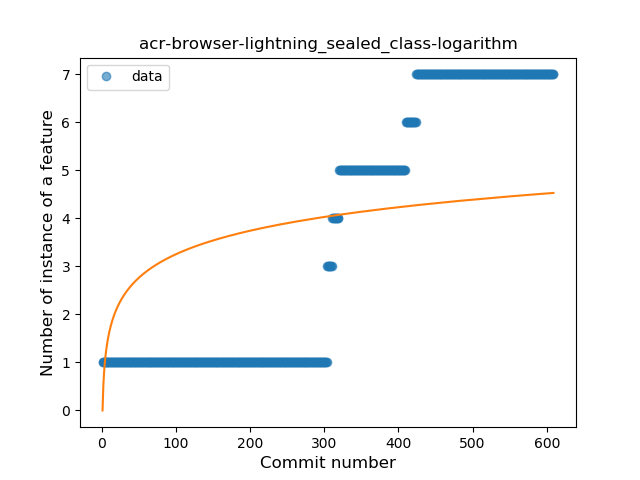 acr-browser-lightning_sealed_class-logarithm
data
Number of instance of a feature
7
6
5
4
3
2
1
0
0 100 200 300 400 500 600
Commit number